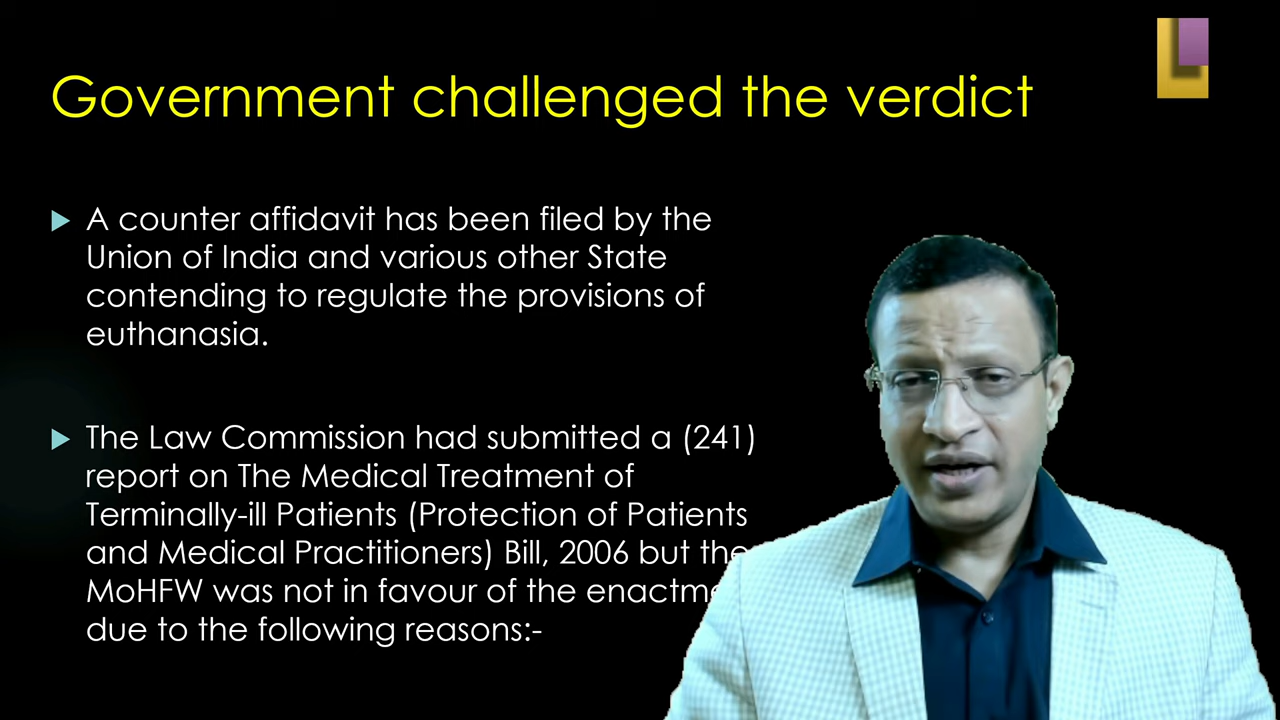 Government challenged the verdict
A counter affidavit has been filed by the
Union of India and various other State
contending to regulate the provisions of
euthanasia.
The Law Commission had submitted a (241)
report on The Medical Treatment of
Terminally-ill Patients (Protection of Patients
and Medical Practitioners) Bill, 2006 but the
MoHFW was not in favour of the
due to the following reasons:-